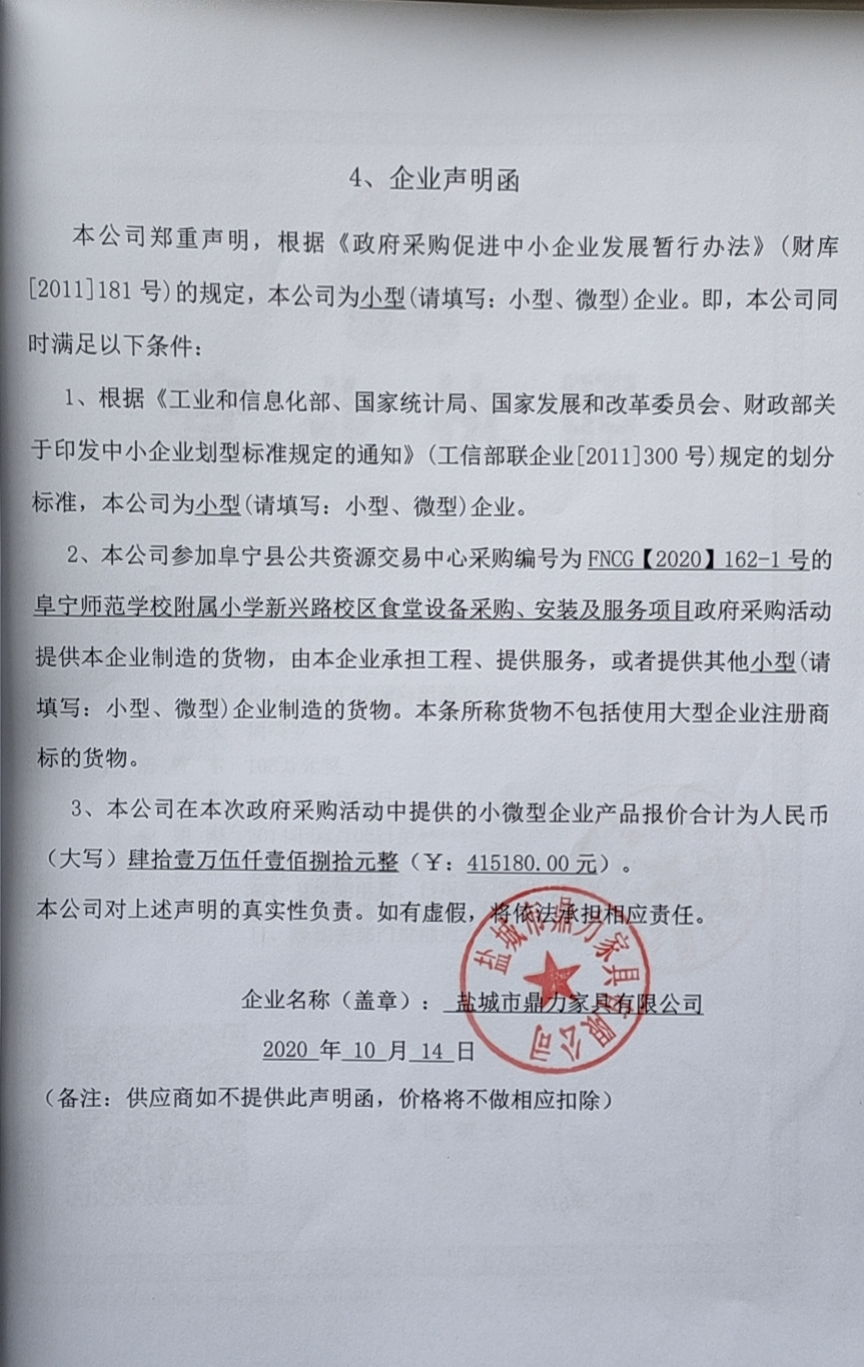 4、企业声明函
本公司郑重声明，根据《政府采购促进中小企业发展暂行办法》(财库
[2011]181 号)的规定，本公司为小型(请填写：小型、微型)企业。即，本公司同
时满足以下条件：
1、根据《工业和信息化部、国家统计局、国家发展和改革委员会、财政部关
于印发中小企业划型标准规定的通知》(工信部联企业[2011]300 号)规定的划分
标准，本公司为小型(请填写：小型、微型)企业。
2、本公司参加阜宁县公共资源交易中心采购编号为 FNCG【2020】162-1 号的
阜宁师范学校附属小学新兴路校区食堂设备采购、安装及服务项目政府采购活动
提供本企业制造的货物，由本企业承担工程、提供服务，或者提供其他小型(请
填写：小型、微型)企业制造的货物。本条所称货物不包括使用大型企业注册商
标的货物。
3、本公司在本次政府采购活动中提供的小微型企业产品报价合计为人民币
（大写）肆拾壹万伍仟壹佰捌拾元整（￥：415180.00 元）。
本公司对上述声明的真实性负责。如有虚假，将依法承担相应责任。
盐城市鼎力家具有限公司
企业名称（盖章）：盐城市鼎力家具有限公司
2020 年 10 月 14 日
（备注：供应商如不提供此声明函，价格将不做相应扣除）